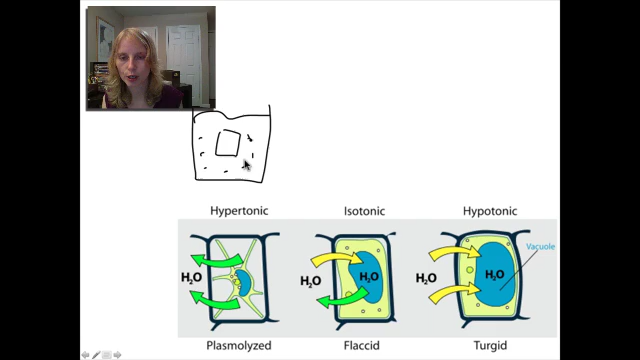 Hypertonic Isotonic Hypotonic
Vacuole
H₂O H₂O H₂O H₂O H₂O
Plasmolyzed Flaccid Turgid